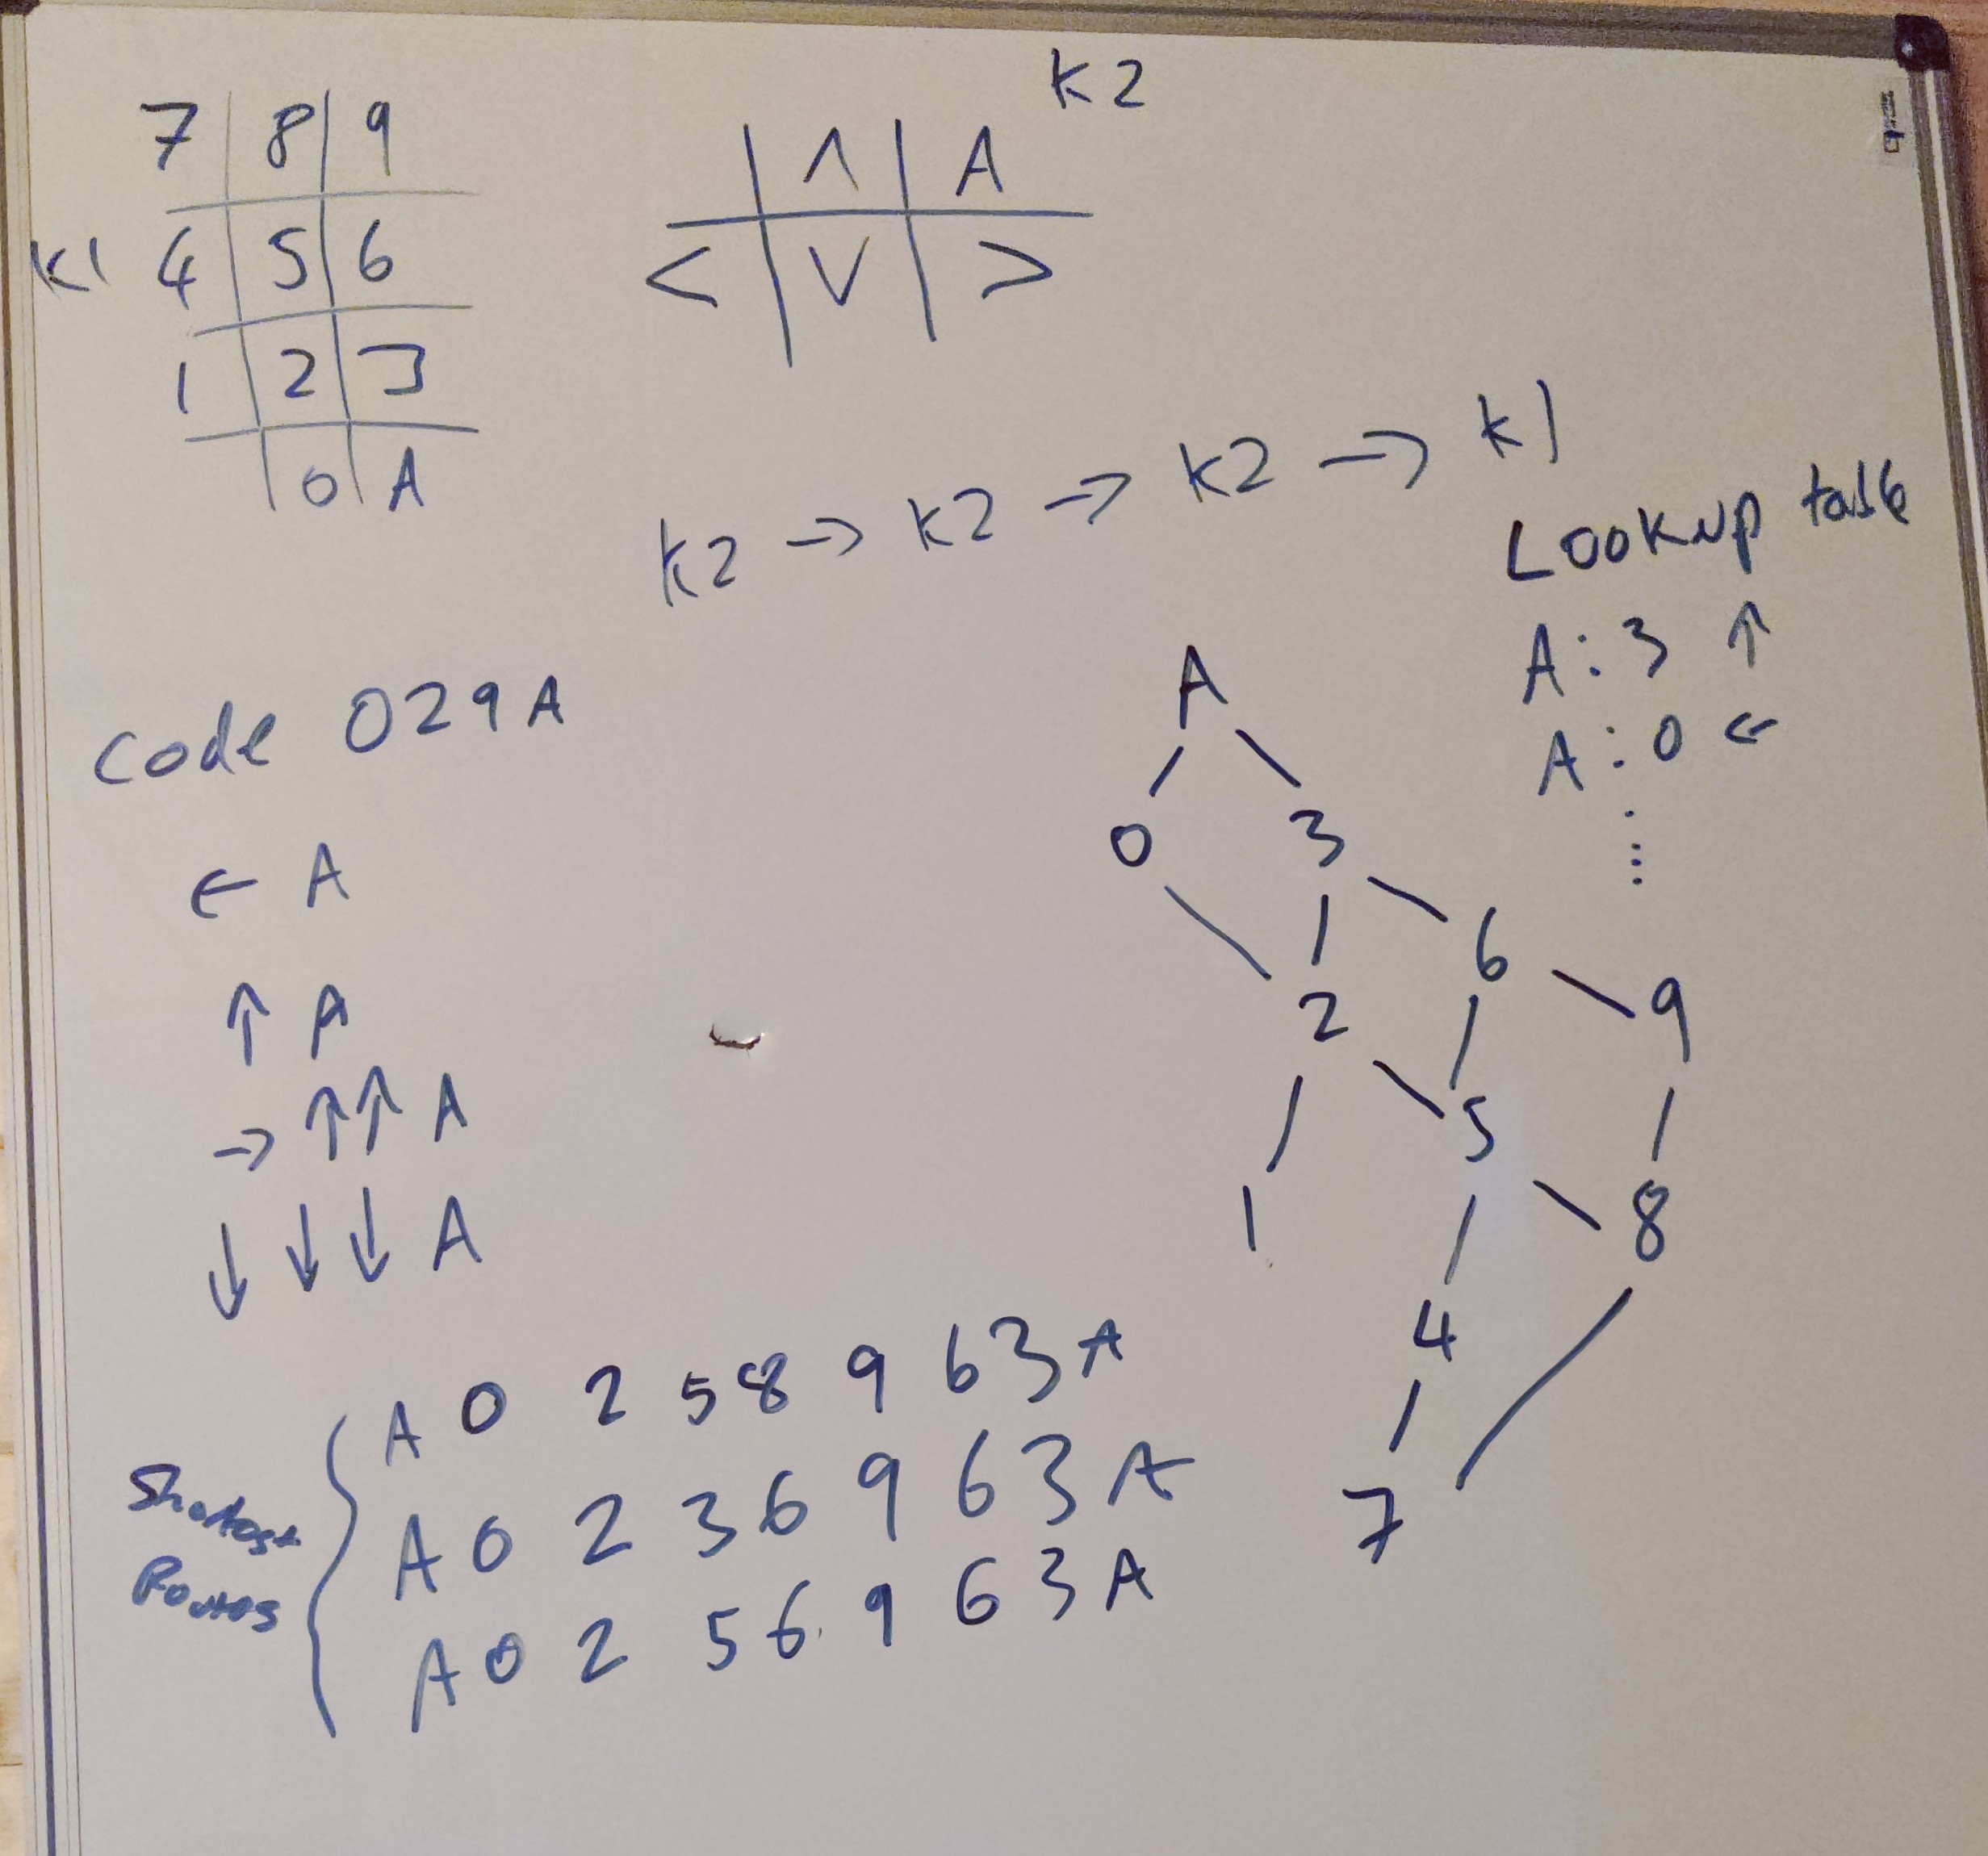 K2
7 8 9
K1 4 5 6
1 2 3
0 A
^ A
< v >
K2 → K2 → K2 → K1
Lookup table
A: 3 ↑
A: 0 ←
⋮
Code 029A
← A
↑ A
→ ↑↑ A
↓ ↓ ↓ A
A
0 3
6
2 9
5
1 8
4
7
Shortest
Routes
A 0 2 5 8 9 6 3 A
A 0 2 3 6 9 6 3 A
A 0 2 5 6 9 6 3 A